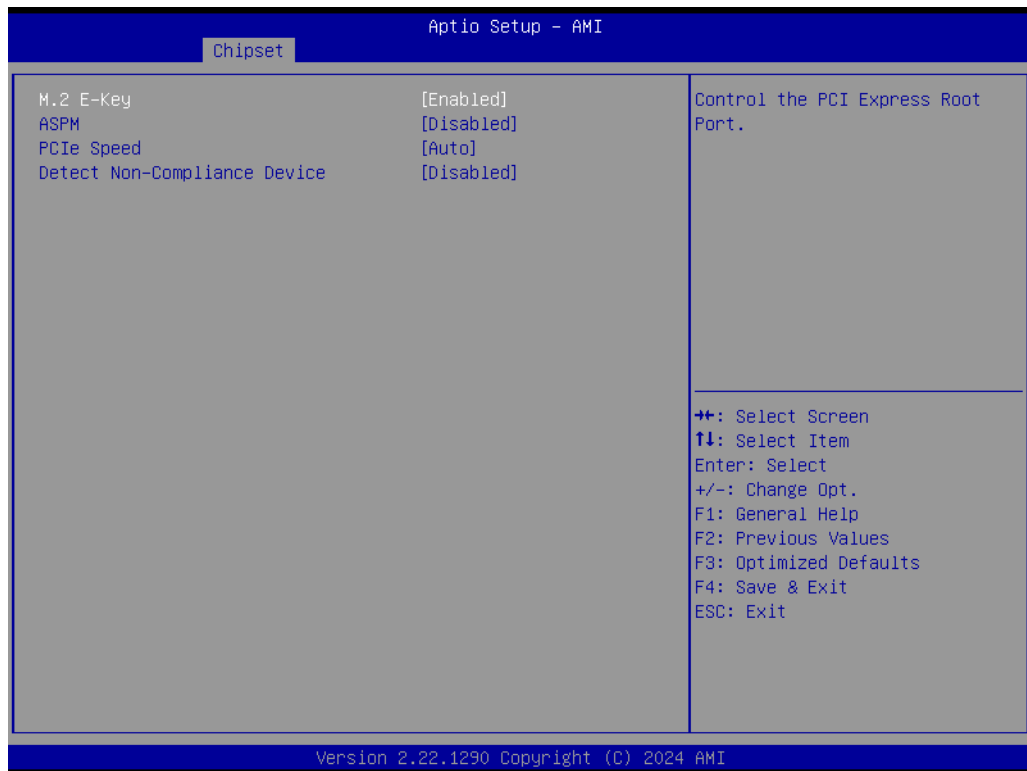 Aptio Setup – AMI
Chipset
M.2 E-Key [Enabled]
ASPM [Disabled]
PCIe Speed [Auto]
Detect Non-Compliance Device [Disabled]
Control the PCI Express Root
Port.
→←: Select Screen
↑↓: Select Item
Enter: Select
+/-: Change Opt.
F1: General Help
F2: Previous Values
F3: Optimized Defaults
F4: Save & Exit
ESC: Exit
Version 2.22.1290 Copyright (C) 2024 AMI